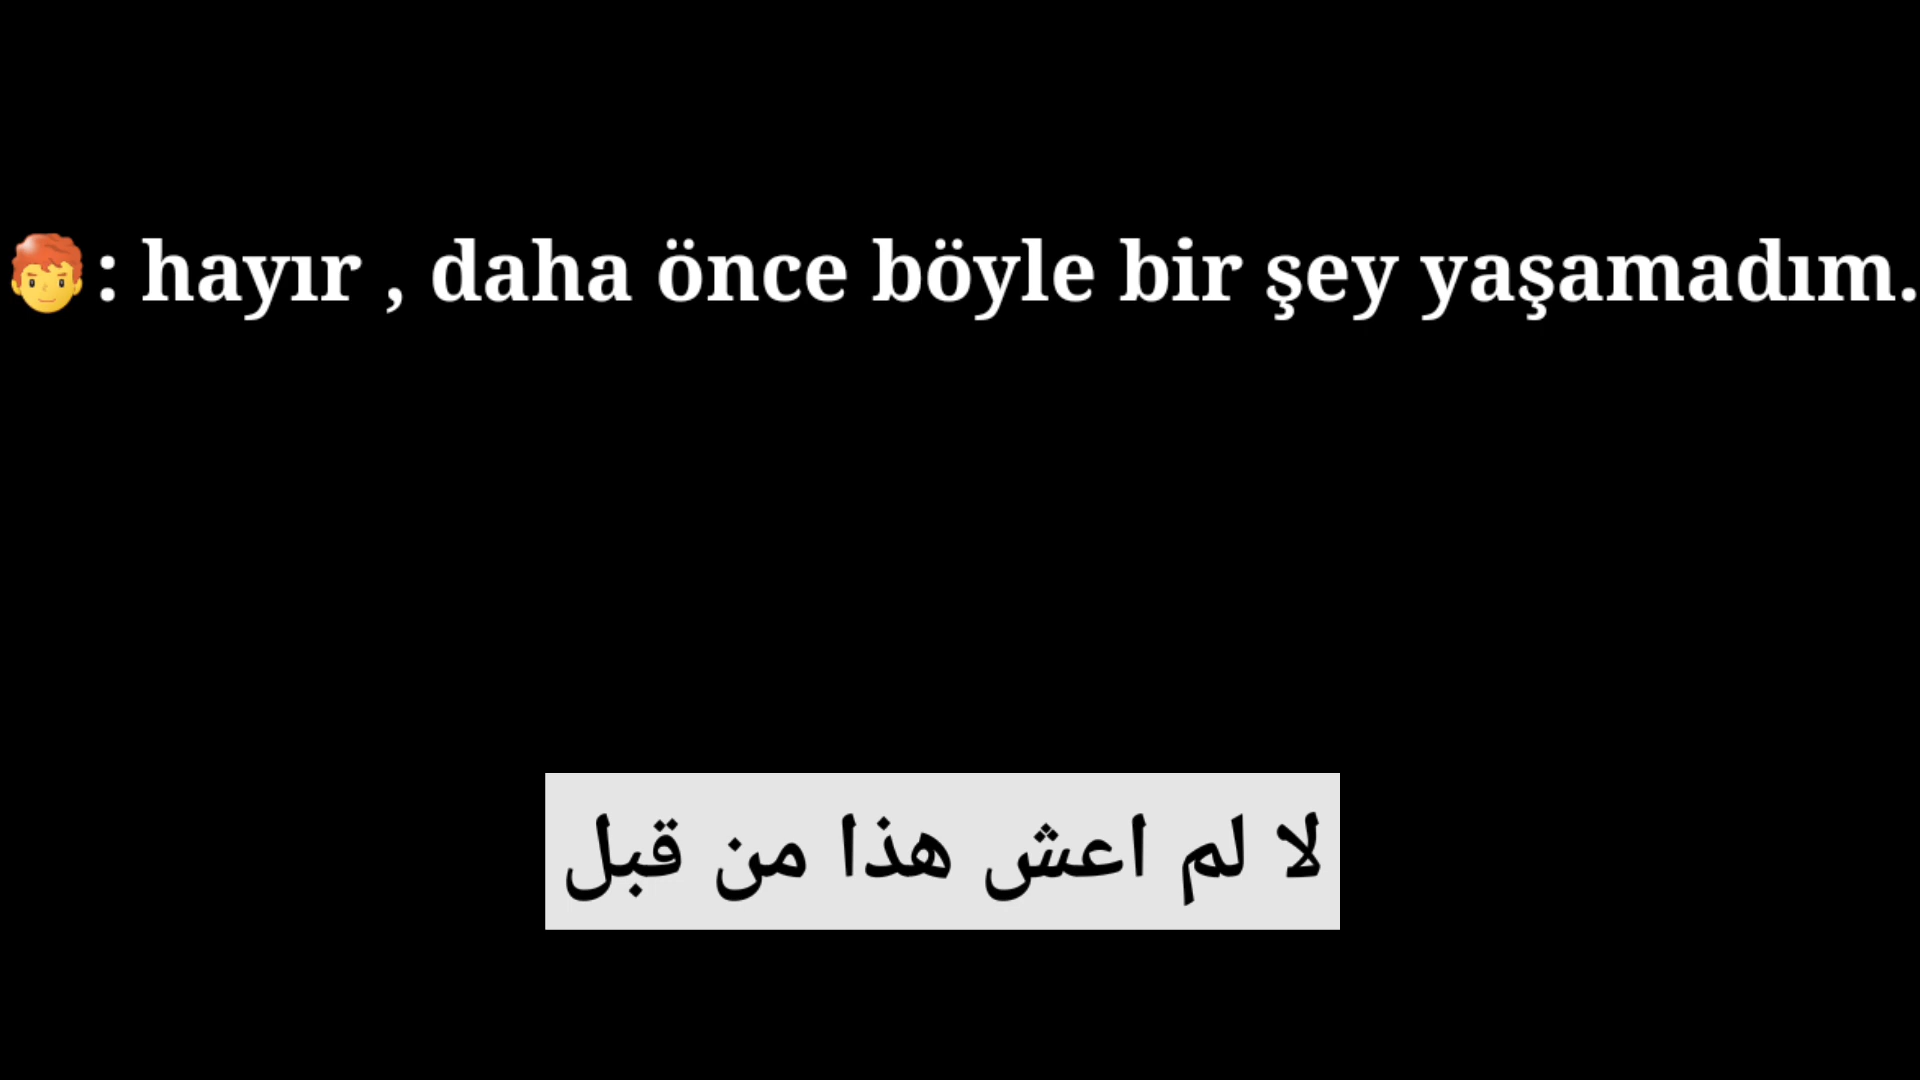 👨‍🦰: hayır , daha önce böyle bir şey yaşamadım.
لا لم اعش هذا من قبل